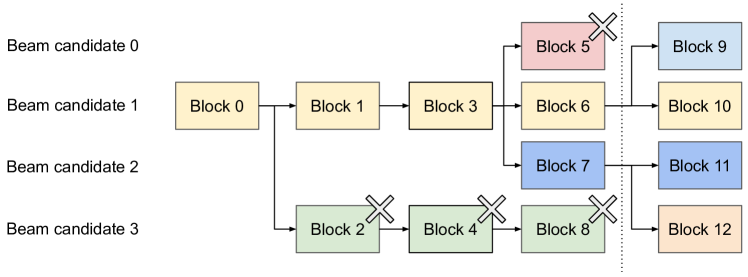 Beam candidate 0
Block 5
Block 9
Beam candidate 1
Block 0
Block 1
Block 3
Block 6
Block 10
Beam candidate 2
Block 7
Block 11
Beam candidate 3
Block 2
Block 4
Block 8
Block 12